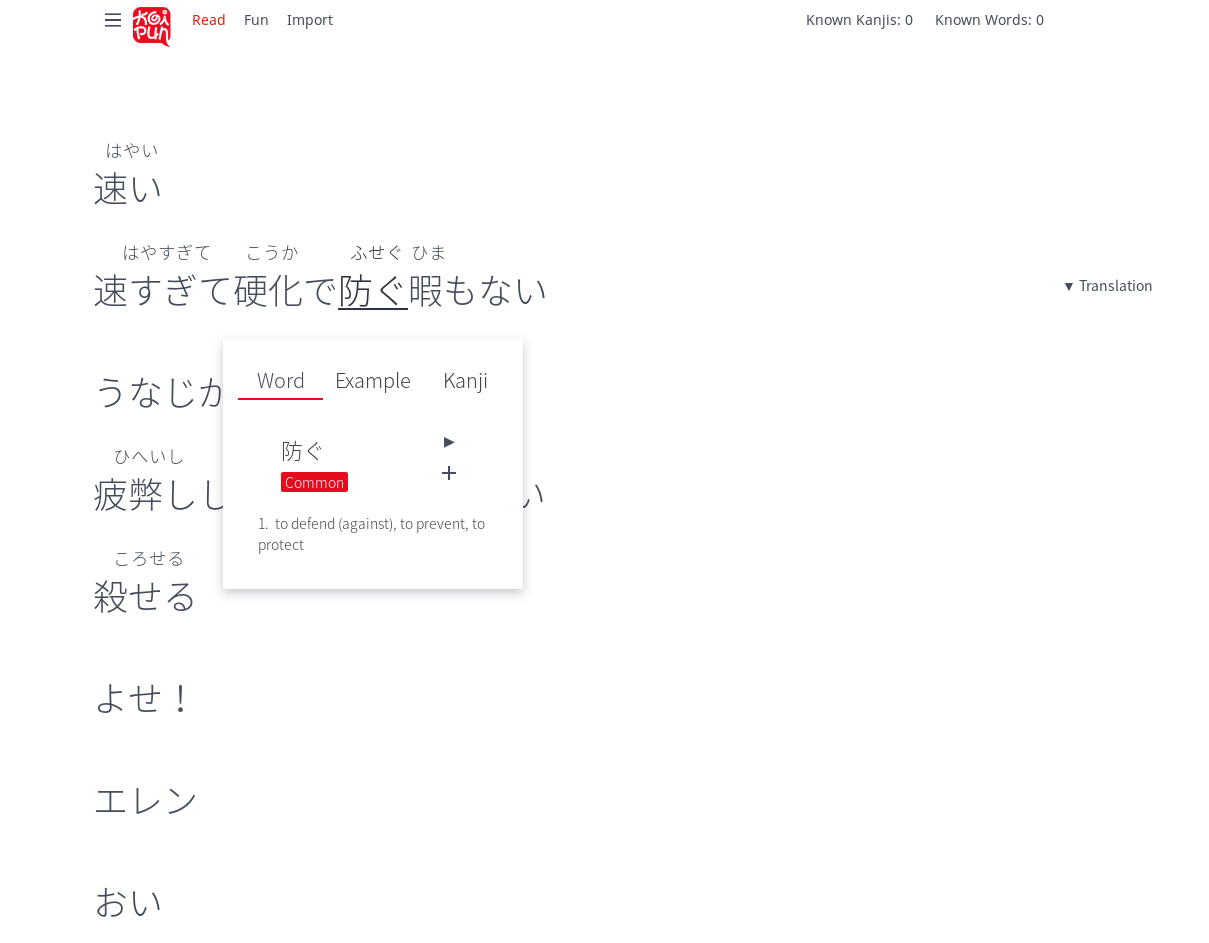 KOi PUN Read Fun Import Known Kanjis: 0 Known Words: 0
はやい
速い
はやすぎて こうか ふせぐ ひま
速すぎて硬化で防ぐ暇もない
▼ Translation
うなじ
Word Example Kanji
防ぐ
Common
1. to defend (against), to prevent, to
protect
ひへいし
疲弊し
い
ころせる
殺せる
よせ！
エレン
おい